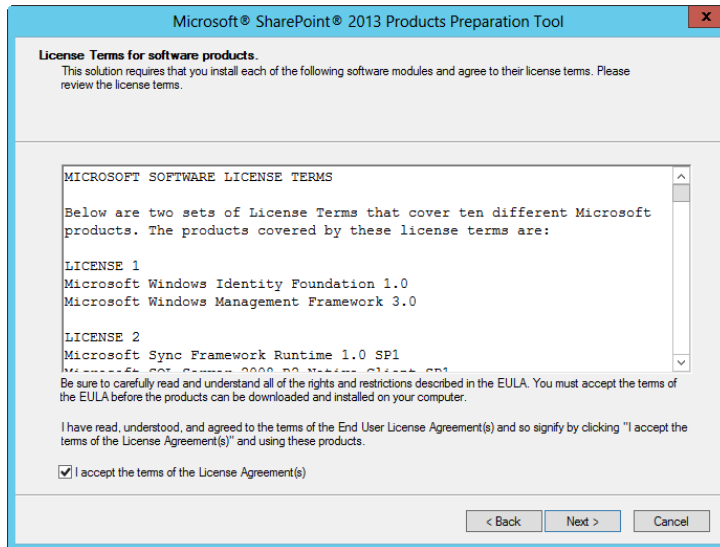 Microsoft® SharePoint® 2013 Products Preparation Tool
x
License Terms for software products.
This solution requires that you install each of the following software modules and agree to their license terms. Please
review the license terms.
MICROSOFT SOFTWARE LICENSE TERMS
Below are two sets of License Terms that cover ten different Microsoft
products. The products covered by these license terms are:
LICENSE 1
Microsoft Windows Identity Foundation 1.0
Microsoft Windows Management Framework 3.0
LICENSE 2
Microsoft Sync Framework Runtime 1.0 SP1
Microsoft SQL Server 2008 R2 Native Client SP1
Be sure to carefully read and understand all of the rights and restrictions described in the EULA. You must accept the terms of
the EULA before the products can be downloaded and installed on your computer.
I have read, understood, and agreed to the terms of the End User License Agreement(s) and so signify by clicking "I accept the
terms of the License Agreement(s)" and using these products.
I accept the terms of the License Agreement(s)
< Back
Next >
Cancel